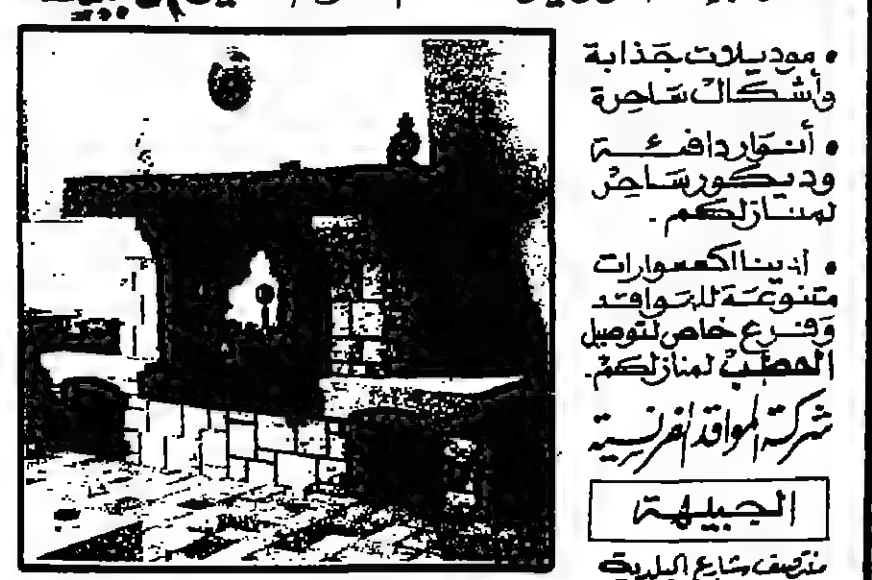 • موديلات جذابة
وأشكال ساحرة
• أسعار دافئة
وديكور ساحر
لمنازلكم.
• لدينا اكسسوارات
متنوعة للمواقد
وفرع خاص لتوصيل
الحطب لمنازلكم.
شركة المواقد الفرنسية
الجبيهة
منتصف شارع البلدية